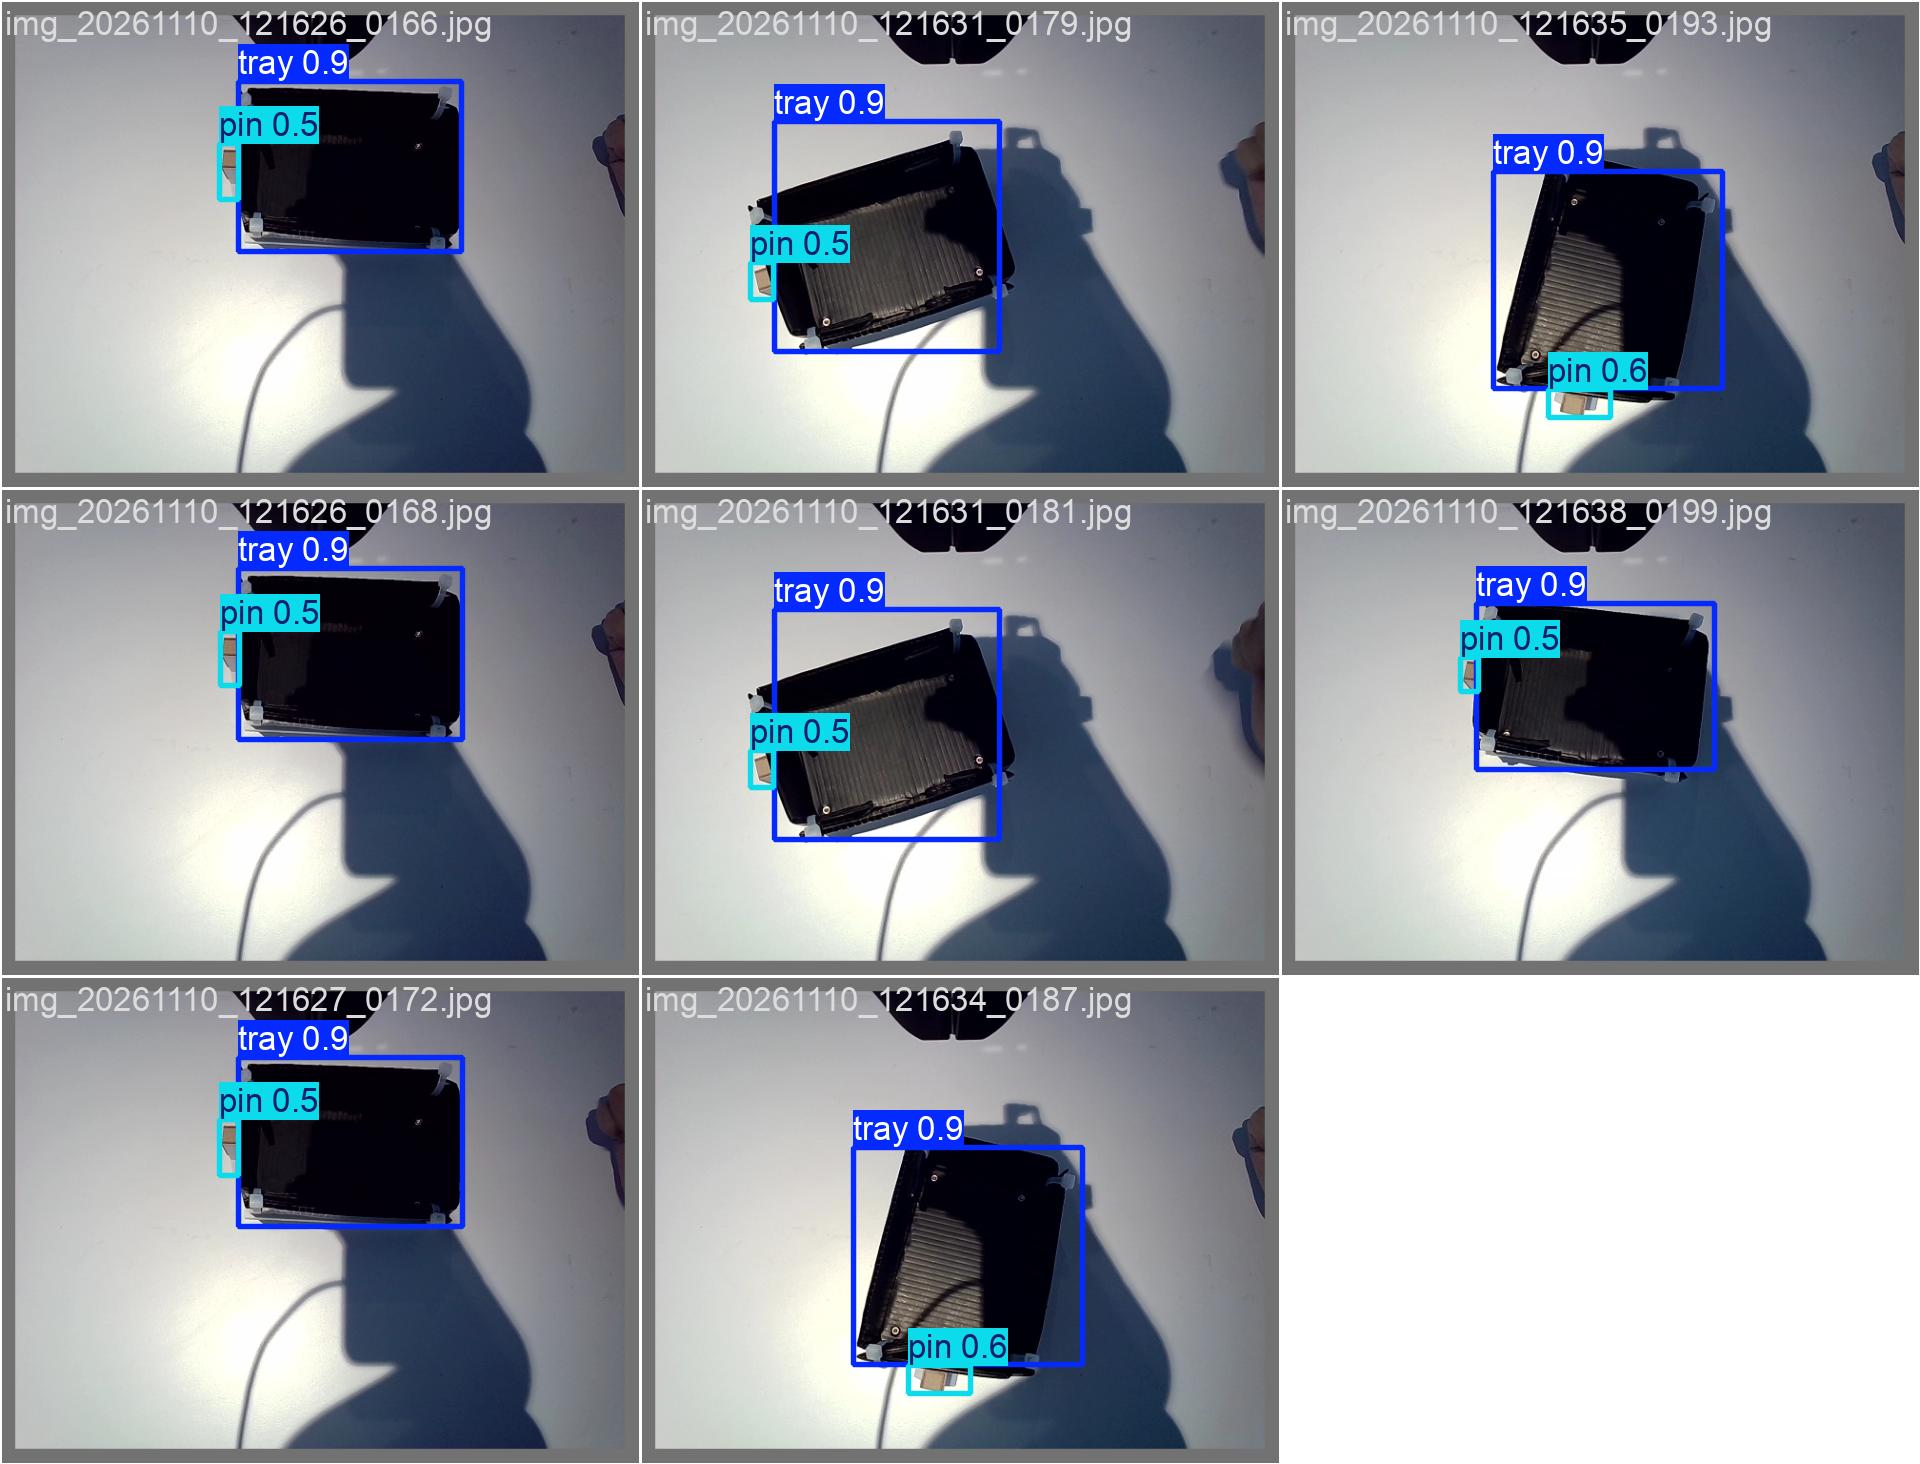 img_20261110_121626_0166.jpg
tray 0.9
pin 0.5
img_20261110_121631_0179.jpg
tray 0.9
pin 0.5
img_20261110_121635_0193.jpg
tray 0.9
pin 0.6
img_20261110_121626_0168.jpg
tray 0.9
pin 0.5
img_20261110_121631_0181.jpg
tray 0.9
pin 0.5
img_20261110_121638_0199.jpg
tray 0.9
pin 0.5
img_20261110_121627_0172.jpg
tray 0.9
pin 0.5
img_20261110_121634_0187.jpg
tray 0.9
pin 0.6